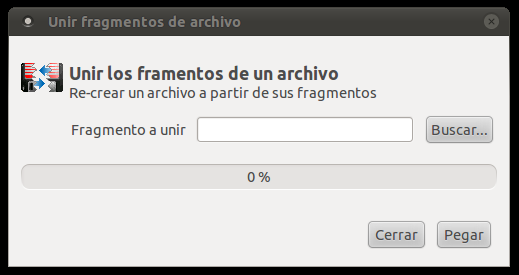 Unir fragmentos de archivo
Unir los framentos de un archivo
Re-crear un archivo a partir de sus fragmentos
Fragmento a unir
Buscar...
0 %
Cerrar
Pegar